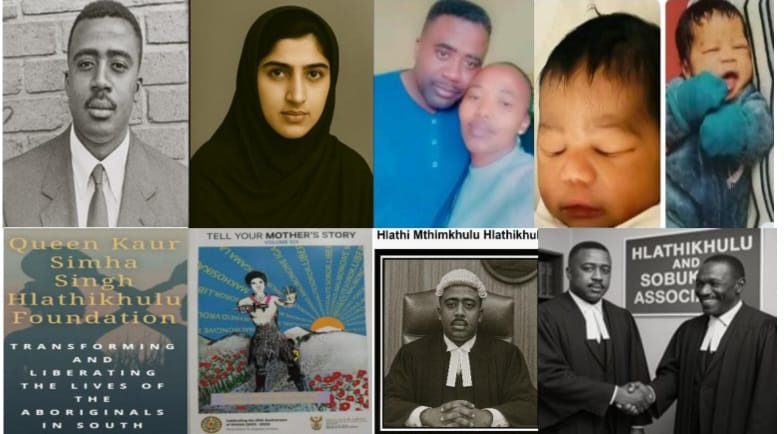 Queen Kaur
Simha
Singh
Hlathikhulu
Foundation
TRANSFORMING
AND
LIBERATING
THE LIVES OF
THE
ABORIGINALS
IN SOUTH
TELL YOUR MOTHER'S STORY
Hlathi Mthimkhulu Hlathikhul
HLATHIKHULU
AND
SOBUK
ASSOCIA